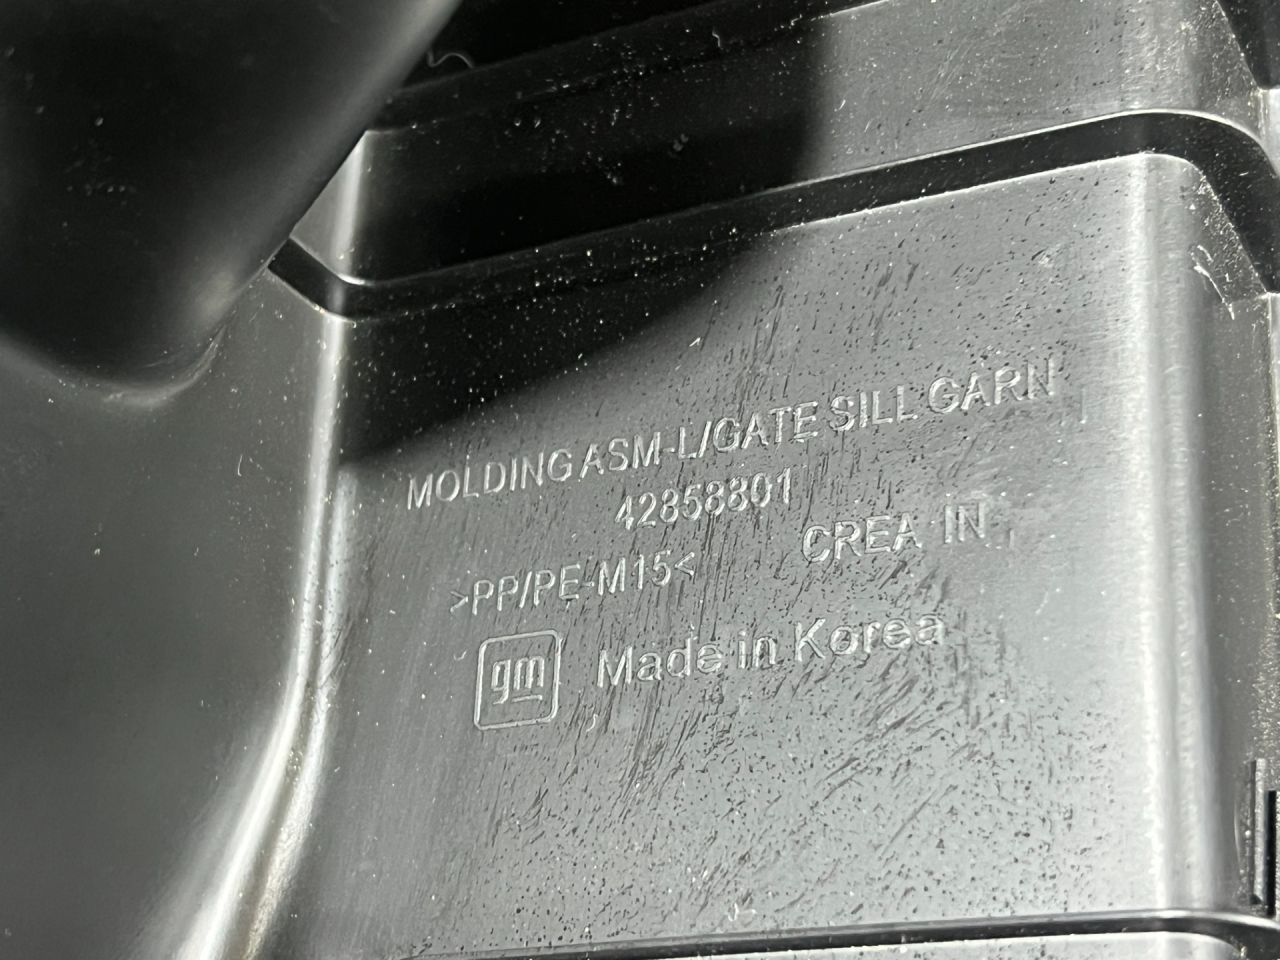 MOLDING ASM-L/GATE SILL GARN
42858801
>PP/PE-M15< CREA IN
gm Made in Korea